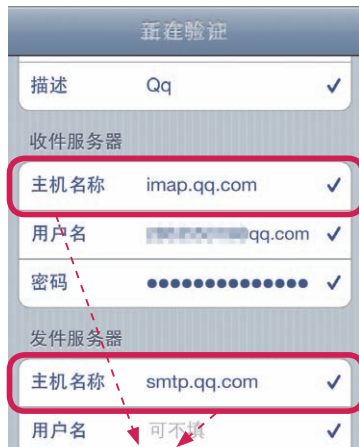 正在验证
描述 Qq
收件服务器
主机名称 imap.qq.com
用户名 qq.com
密码
发件服务器
主机名称 smtp.qq.com
用户名 可不填